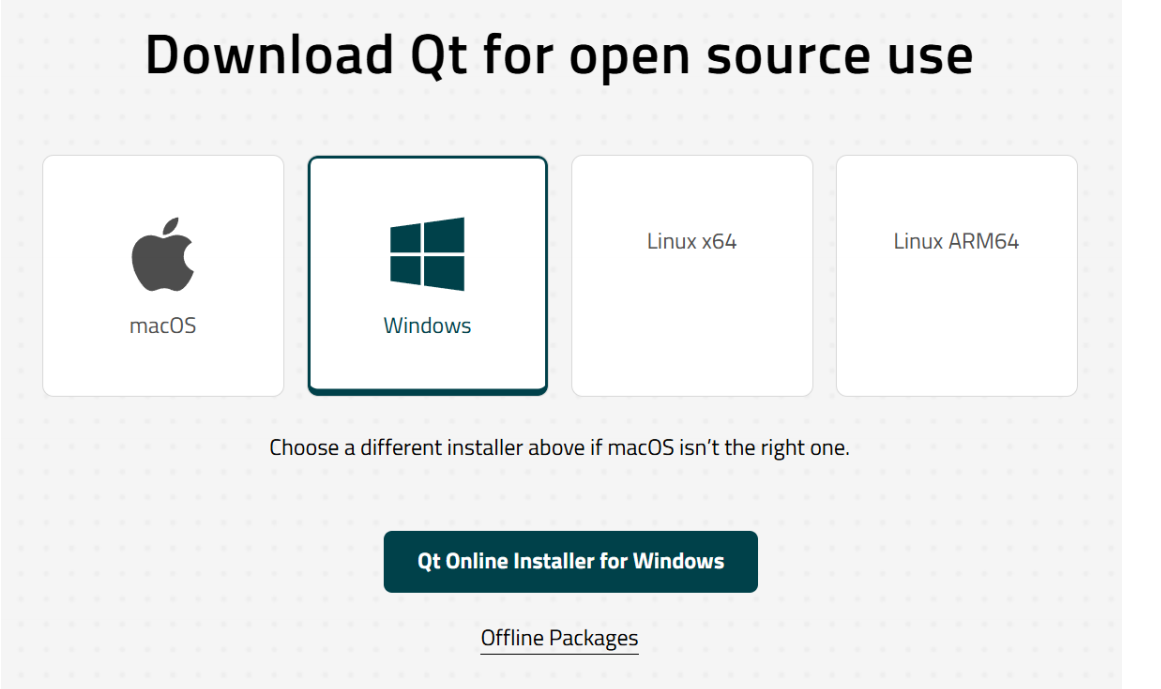 Download Qt for open source use
macOS
Windows
Linux x64
Linux ARM64
Choose a different installer above if macOS isn’t the right one.
Qt Online Installer for Windows
Offline Packages